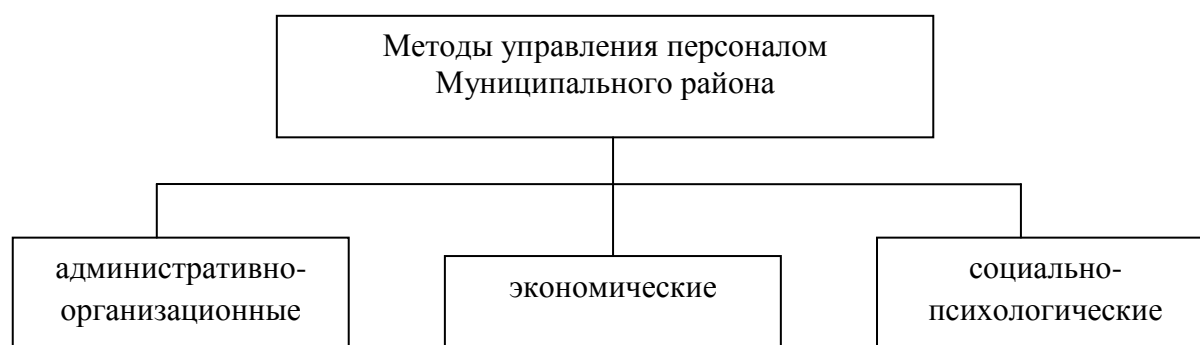 Методы управления персоналом
Муниципального района
административно-
организационные
экономические
социально-
психологические